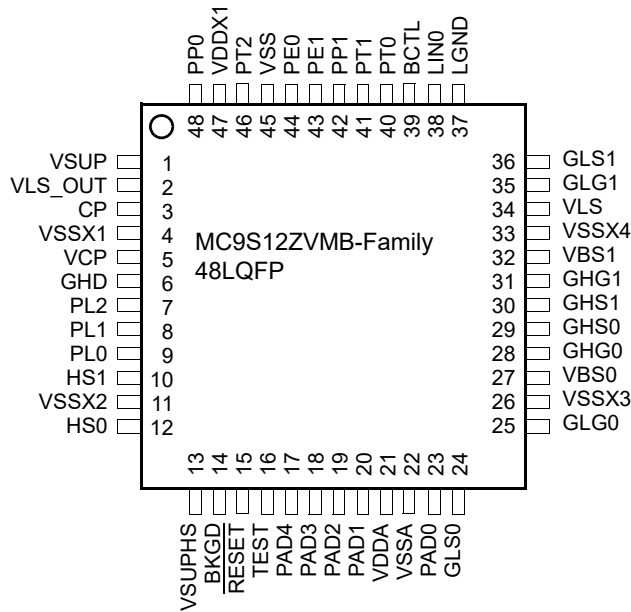 PP0
VDDX1
PT2
VSS
PE0
PE1
PP1
PT1
PT0
BCTL
LIN0
LGND
48
47
46
45
44
43
42
41
40
39
38
37
VSUP 1
VLS_OUT 2
CP 3
VSSX1 4
VCP 5
GHD 6
PL2 7
PL1 8
PL0 9
HS1 10
VSSX2 11
HS0 12
MC9S12ZVMB-Family
48LQFP
36 GLS1
35 GLG1
34 VLS
33 VSSX4
32 VBS1
31 GHG1
30 GHS1
29 GHS0
28 GHG0
27 VBS0
26 VSSX3
25 GLG0
13
14
15
16
17
18
19
20
21
22
23
24
VSUPHS
BKGD
RESET
TEST
PAD4
PAD3
PAD2
PAD1
VDDA
VSSA
PAD0
GLS0